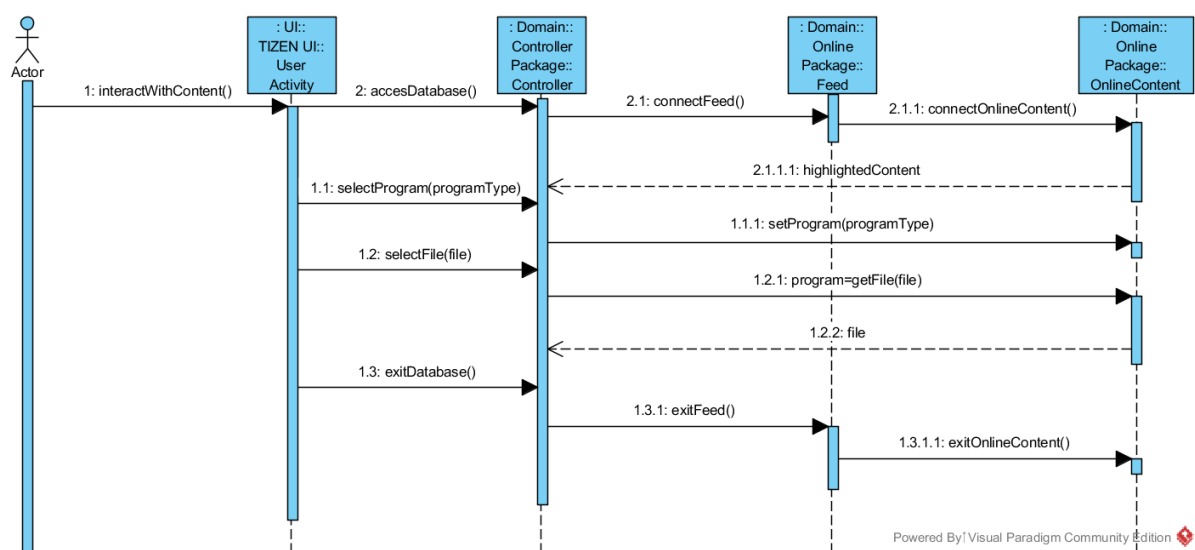 : UI::
TIZEN UI::
User
Activity
: Domain::
Controller
Package::
Controller
: Domain::
Online
Package::
Feed
: Domain::
Online
Package::
OnlineContent
Actor
1: interactWithContent()
2: accesDatabase()
2.1: connectFeed()
2.1.1: connectOnlineContent()
2.1.1.1: highlightedContent
1.1: selectProgram(programType)
1.1.1: setProgram(programType)
1.2: selectFile(file)
1.2.1: program=getFile(file)
1.2.2: file
1.3: exitDatabase()
1.3.1: exitFeed()
1.3.1.1: exitOnlineContent()
Powered By Visual Paradigm Community Edition